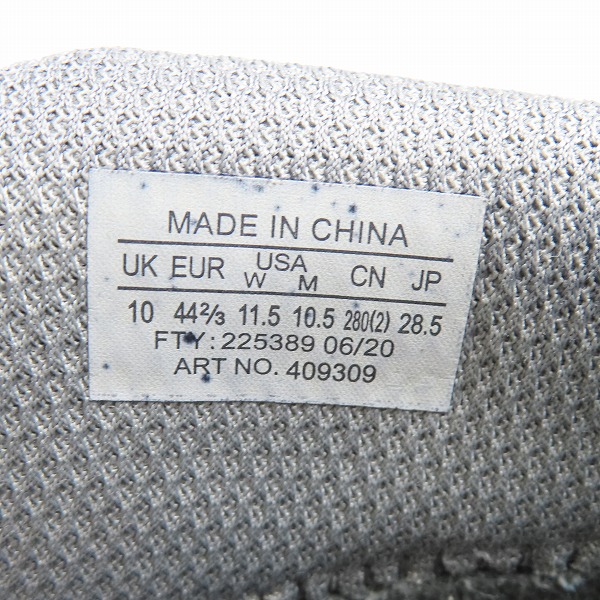 MADE IN CHINA
UK EUR USA W M CN JP
10 44⅔ 11.5 10.5 280(2) 28.5
FTY: 225389 06/20
ART NO. 409309